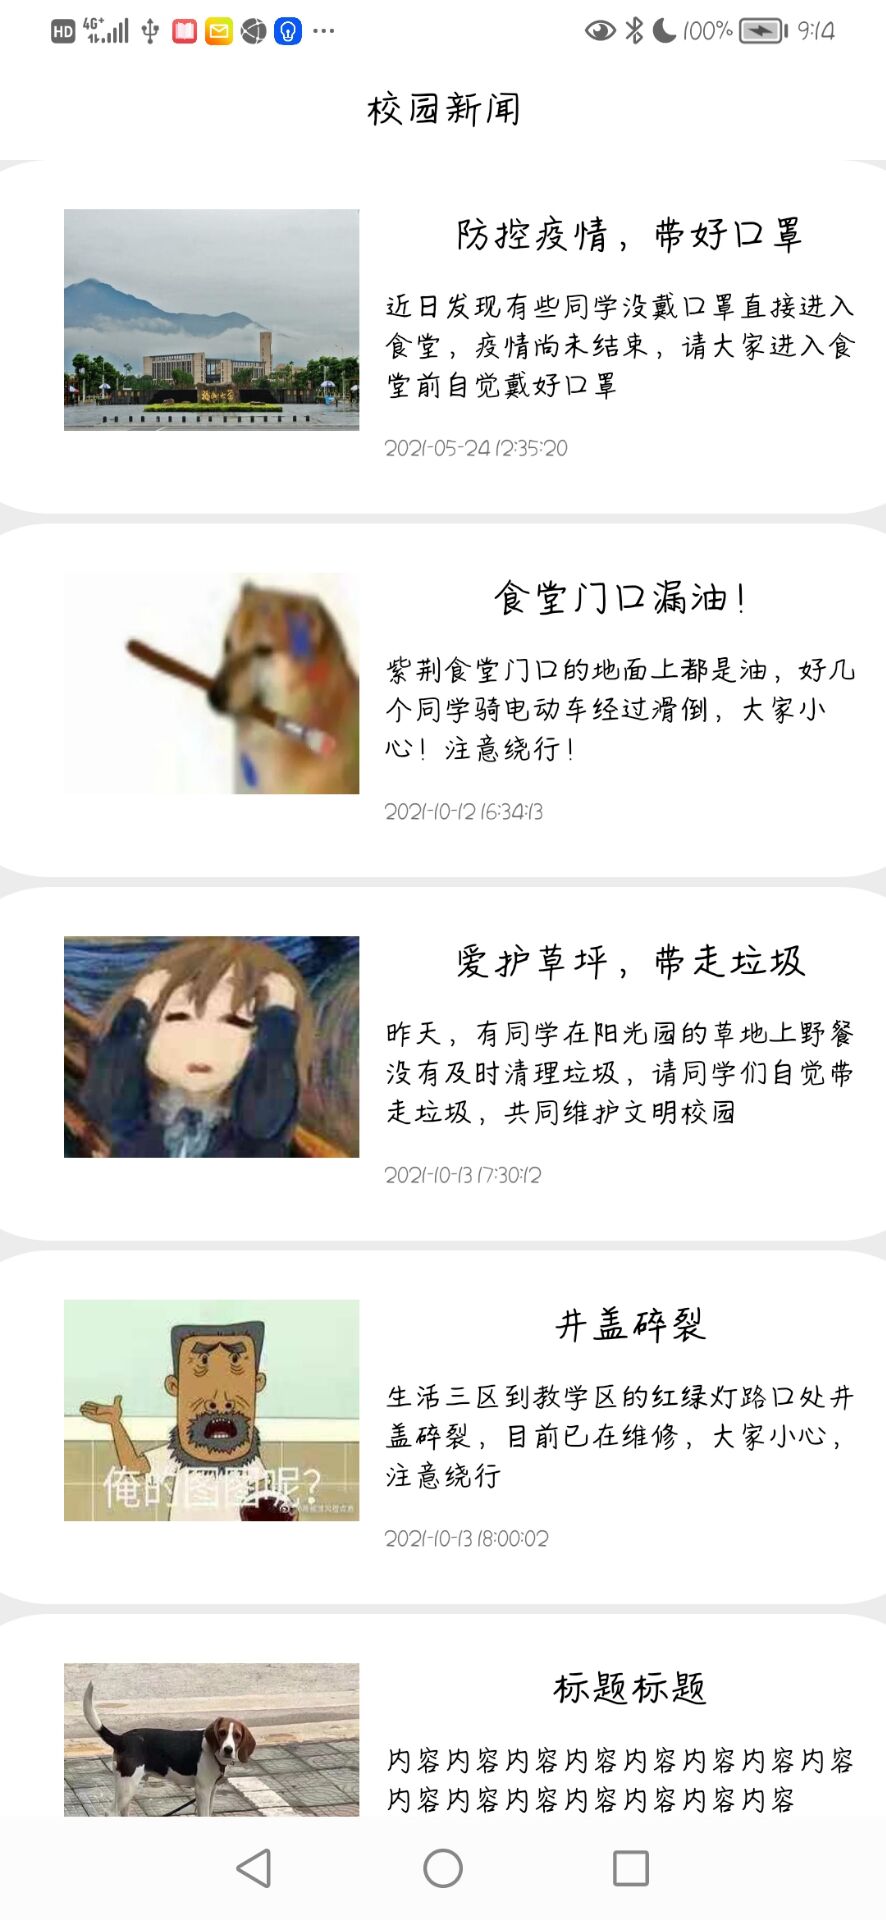 HD 4G+ 100% 9:14
校园新闻
防控疫情，带好口罩
近日发现有些同学没戴口罩直接进入
食堂，疫情尚未结束，请大家进入食
堂前自觉戴好口罩
2021-05-24 12:35:20
食堂门口漏油！
紫荆食堂门口的地面上都是油，好几
个同学骑电动车经过滑倒，大家小
心！注意绕行！
2021-10-12 16:34:13
爱护草坪，带走垃圾
昨天，有同学在阳光园的草地上野餐
没有及时清理垃圾，请同学们自觉带
走垃圾，共同维护文明校园
2021-10-13 17:30:12
井盖碎裂
生活三区到教学区的红绿灯路口处井
盖碎裂，目前已在维修，大家小心，
注意绕行
2021-10-13 18:00:02
俺的图图呢？
标题标题
内容内容内容内容内容内容内容内容
内容内容内容内容内容内容内容